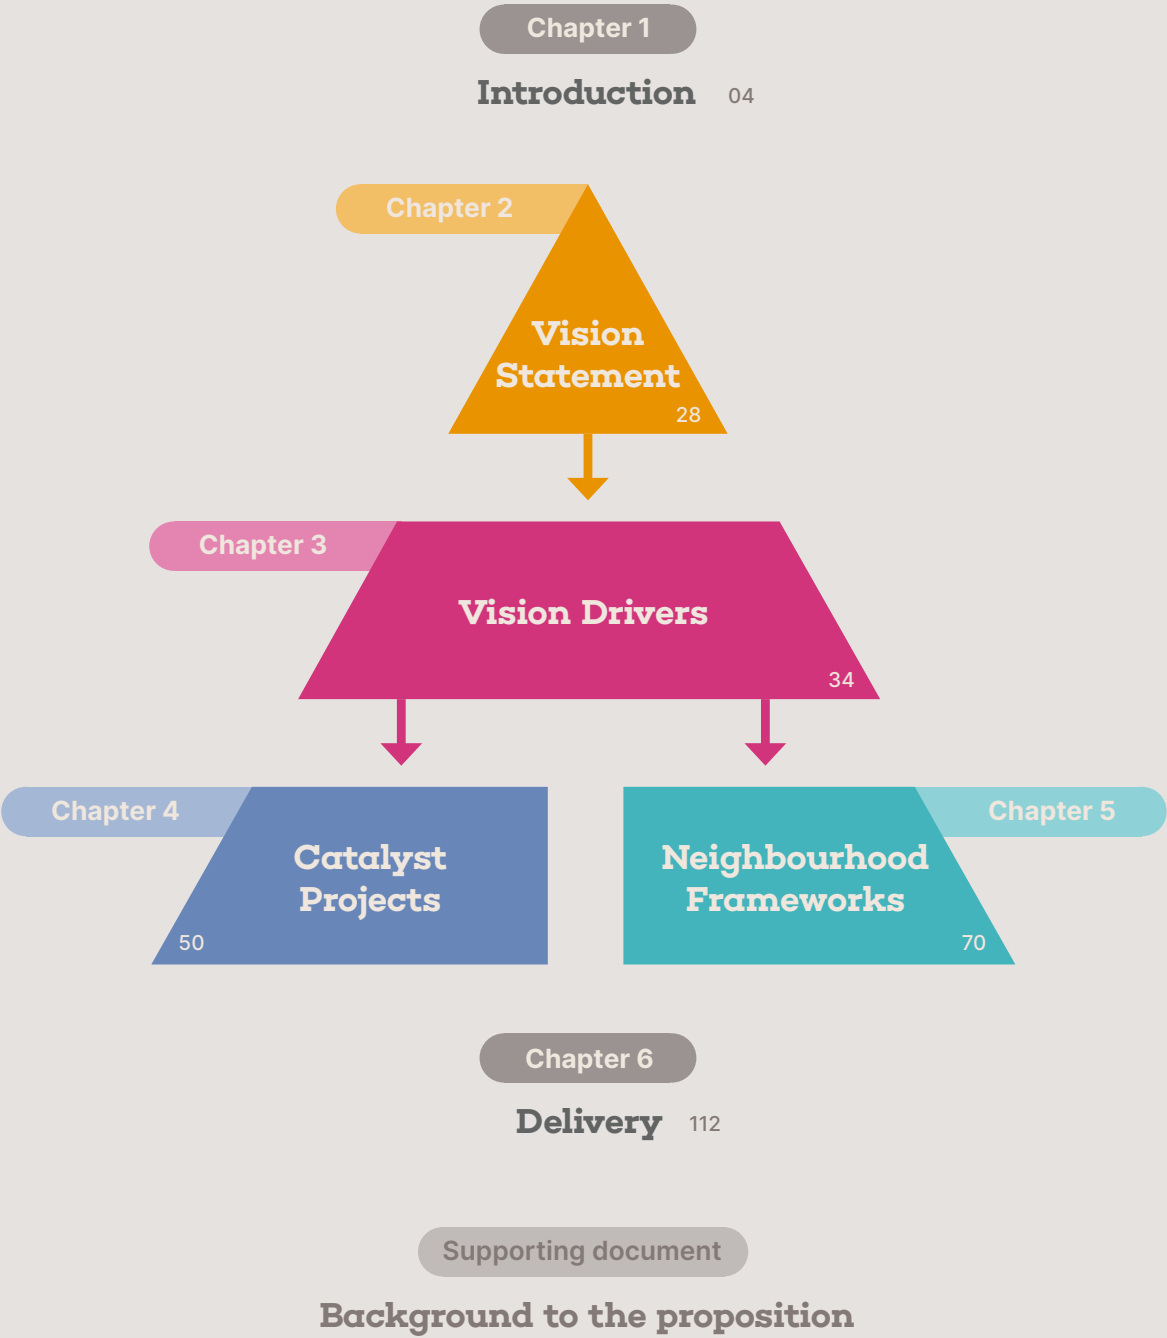 Chapter 1
Introduction 04
Chapter 2
Vision
Statement
28
Chapter 3
Vision Drivers
34
Chapter 4
Catalyst
Projects
50
Chapter 5
Neighbourhood
Frameworks
70
Chapter 6
Delivery 112
Supporting document
Background to the proposition